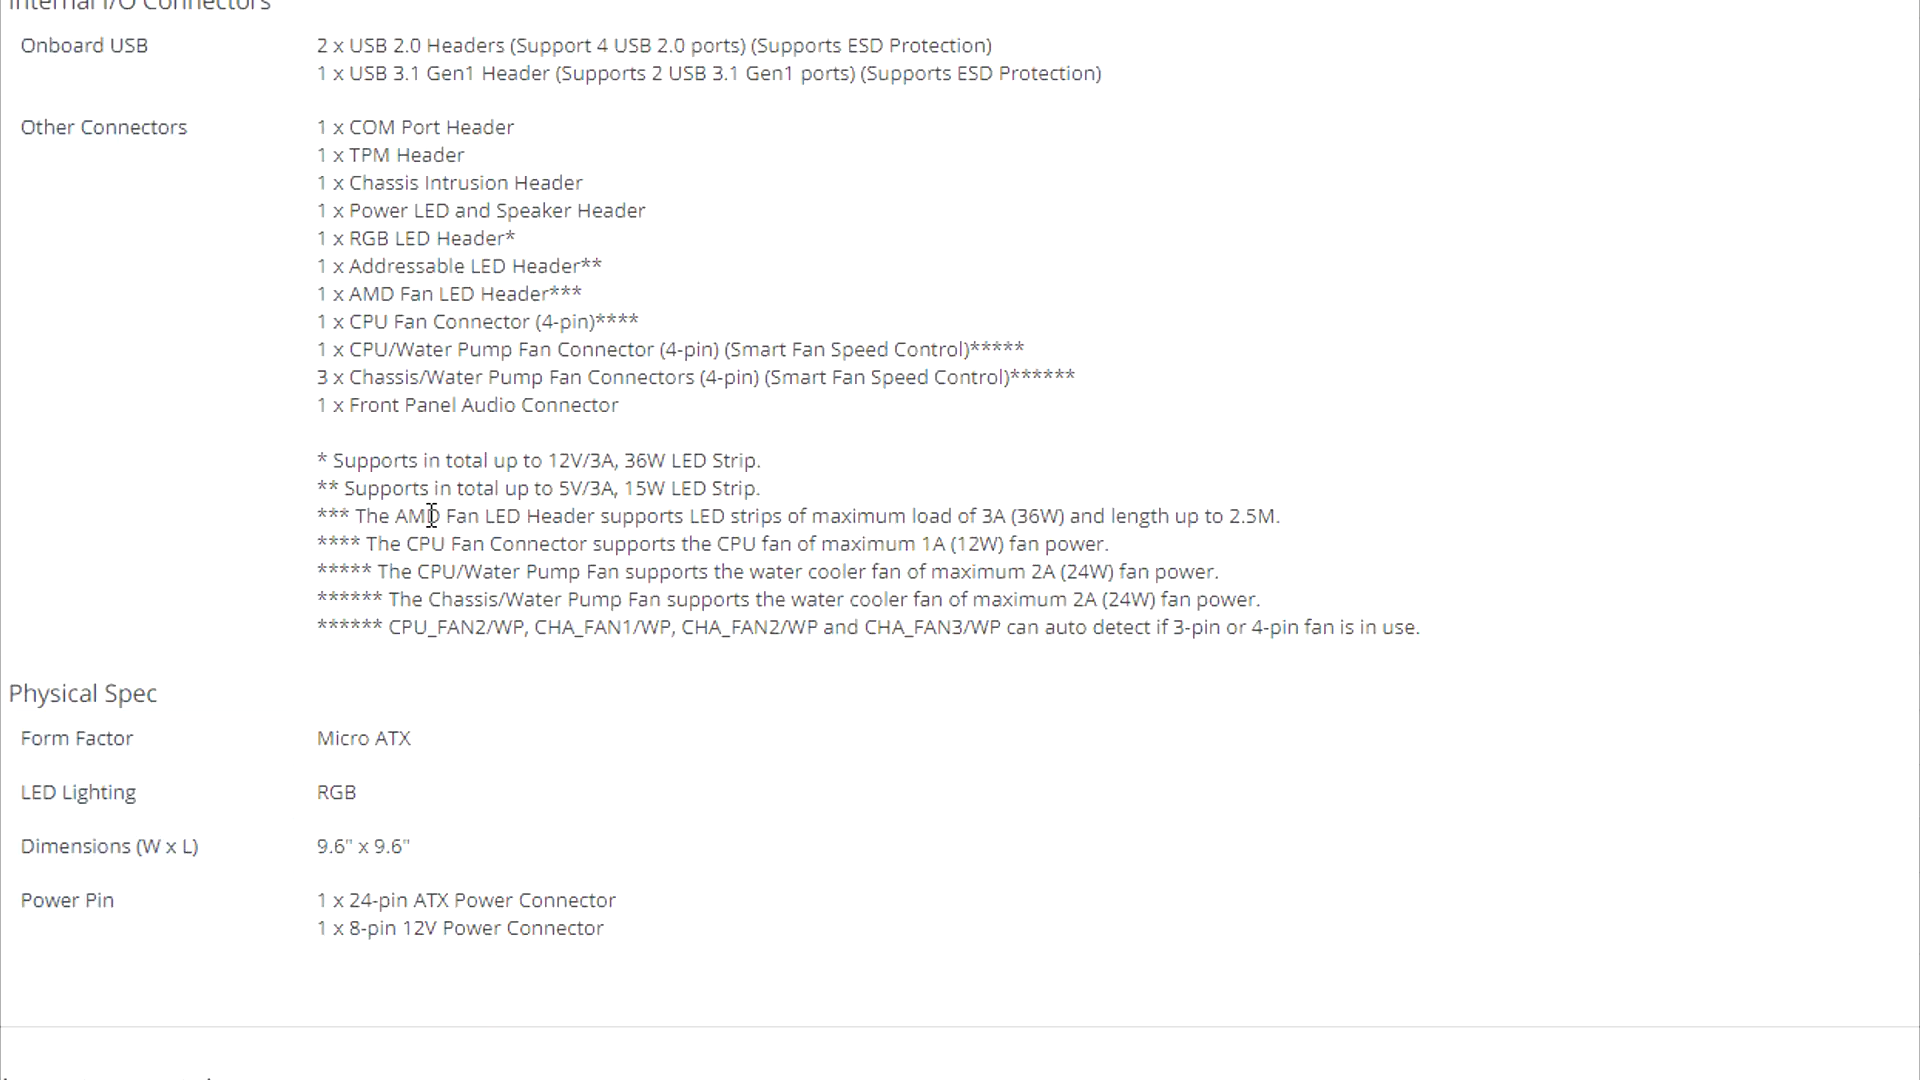 Internal I/O Connectors
Onboard USB
2 x USB 2.0 Headers (Support 4 USB 2.0 ports) (Supports ESD Protection)
1 x USB 3.1 Gen1 Header (Supports 2 USB 3.1 Gen1 ports) (Supports ESD Protection)
Other Connectors
1 x COM Port Header
1 x TPM Header
1 x Chassis Intrusion Header
1 x Power LED and Speaker Header
1 x RGB LED Header*
1 x Addressable LED Header**
1 x AMD Fan LED Header***
1 x CPU Fan Connector (4-pin)****
1 x CPU/Water Pump Fan Connector (4-pin) (Smart Fan Speed Control)*****
3 x Chassis/Water Pump Fan Connectors (4-pin) (Smart Fan Speed Control)******
1 x Front Panel Audio Connector
* Supports in total up to 12V/3A, 36W LED Strip.
** Supports in total up to 5V/3A, 15W LED Strip.
*** The AMD Fan LED Header supports LED strips of maximum load of 3A (36W) and length up to 2.5M.
**** The CPU Fan Connector supports the CPU fan of maximum 1A (12W) fan power.
***** The CPU/Water Pump Fan supports the water cooler fan of maximum 2A (24W) fan power.
****** The Chassis/Water Pump Fan supports the water cooler fan of maximum 2A (24W) fan power.
****** CPU_FAN2/WP, CHA_FAN1/WP, CHA_FAN2/WP and CHA_FAN3/WP can auto detect if 3-pin or 4-pin fan is in use.
Physical Spec
Form Factor
Micro ATX
LED Lighting
RGB
Dimensions (W x L)
9.6" x 9.6"
Power Pin
1 x 24-pin ATX Power Connector
1 x 8-pin 12V Power Connector